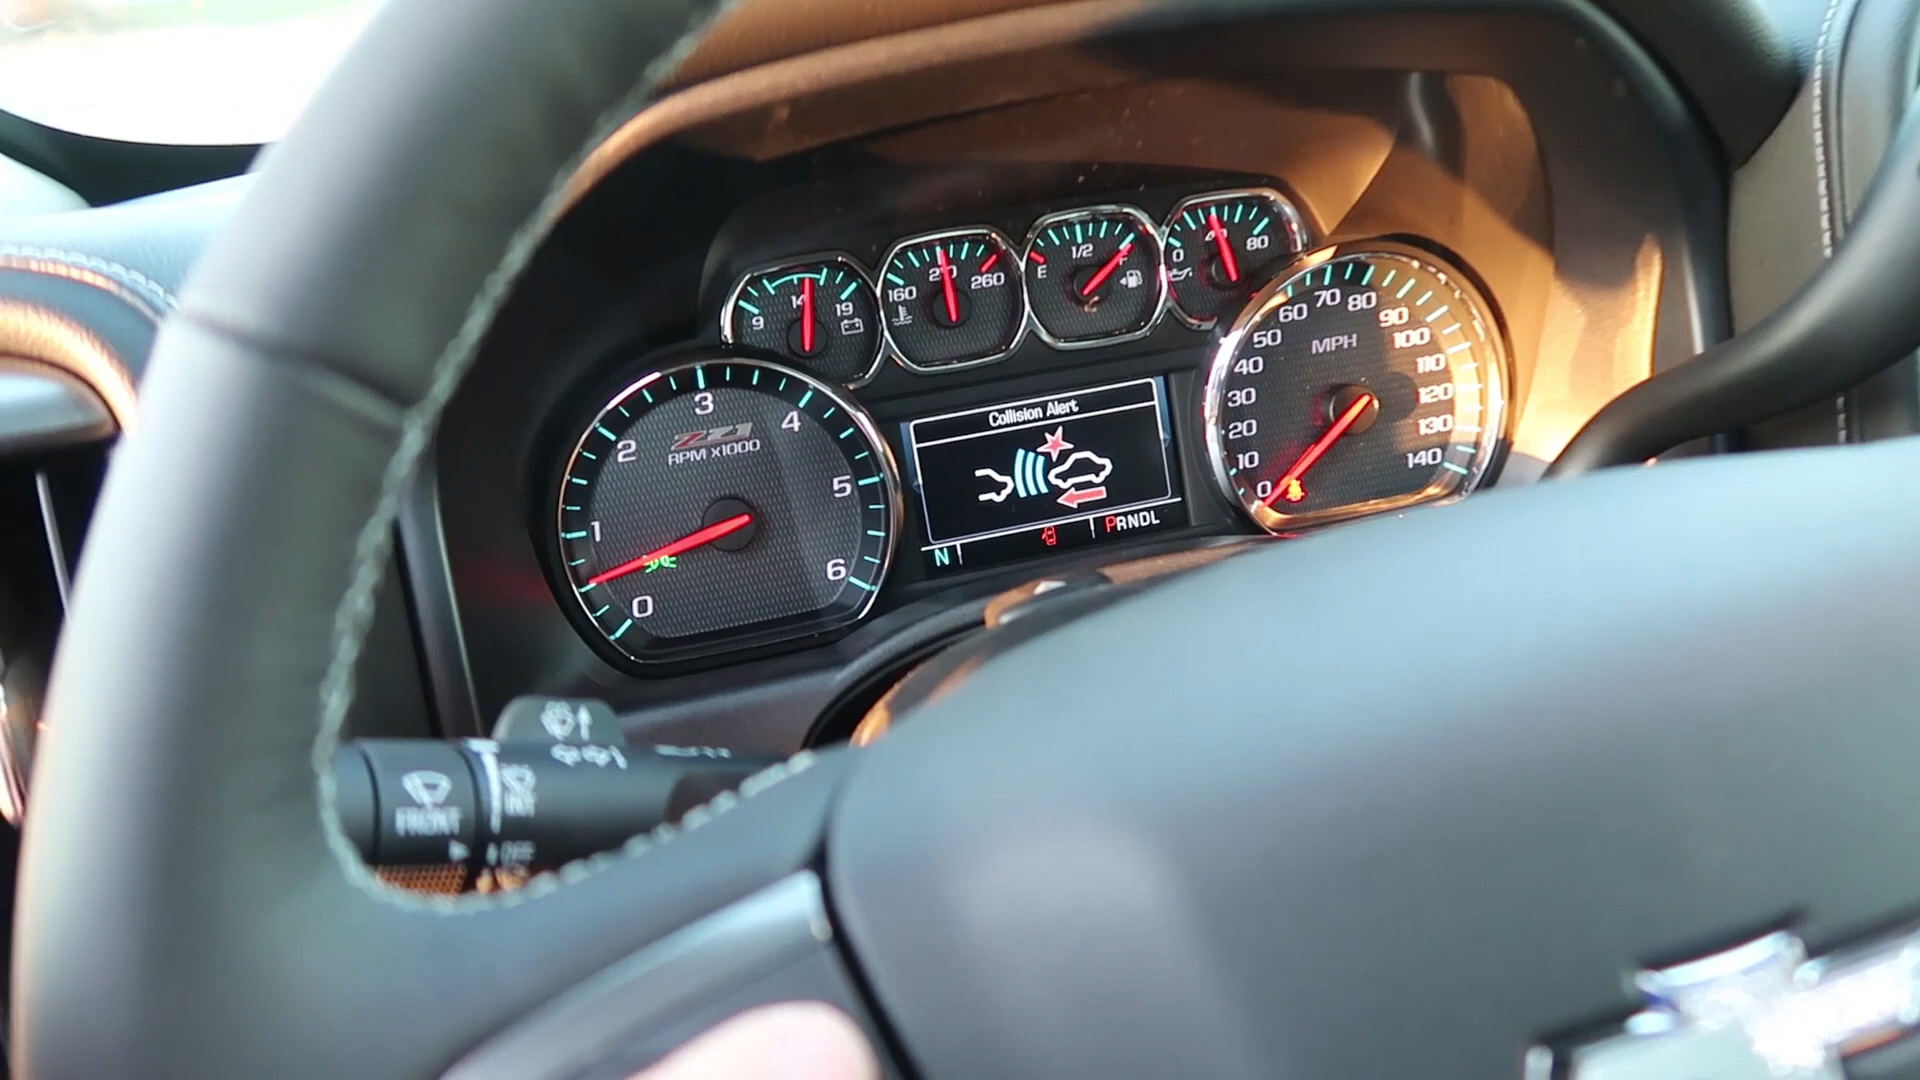 9 14 19
160 210 260
E 1/2 F
0 40 80
0 1 2 3 4 5 6
Z71
RPM x1000
Collision Alert
N
PRNDL
0 10 20 30 40 50 60 70 80 90 100 110 120 130 140
MPH
FRONT
INT
OFF